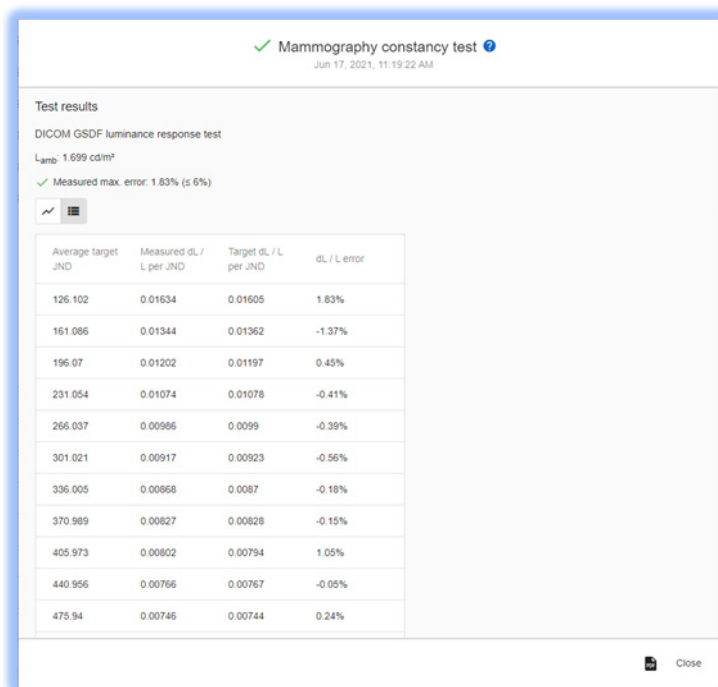 Mammography constancy test
Jun 17, 2021, 11:19:22 AM
Test results
DICOM GSDF luminance response test
Lamb: 1.699 cd/m²
Measured max. error: 1.83% (≤ 6%)
Average target JND Measured dL / L per JND Target dL / L per JND dL / L error
126.102 0.01634 0.01605 1.83%
161.086 0.01344 0.01362 -1.37%
196.07 0.01202 0.01197 0.45%
231.054 0.01074 0.01078 -0.41%
266.037 0.00986 0.0099 -0.39%
301.021 0.00917 0.00923 -0.56%
336.005 0.00868 0.0087 -0.18%
370.989 0.00827 0.00828 -0.15%
405.973 0.00802 0.00794 1.05%
440.956 0.00766 0.00767 -0.05%
475.94 0.00746 0.00744 0.24%
PDF Close